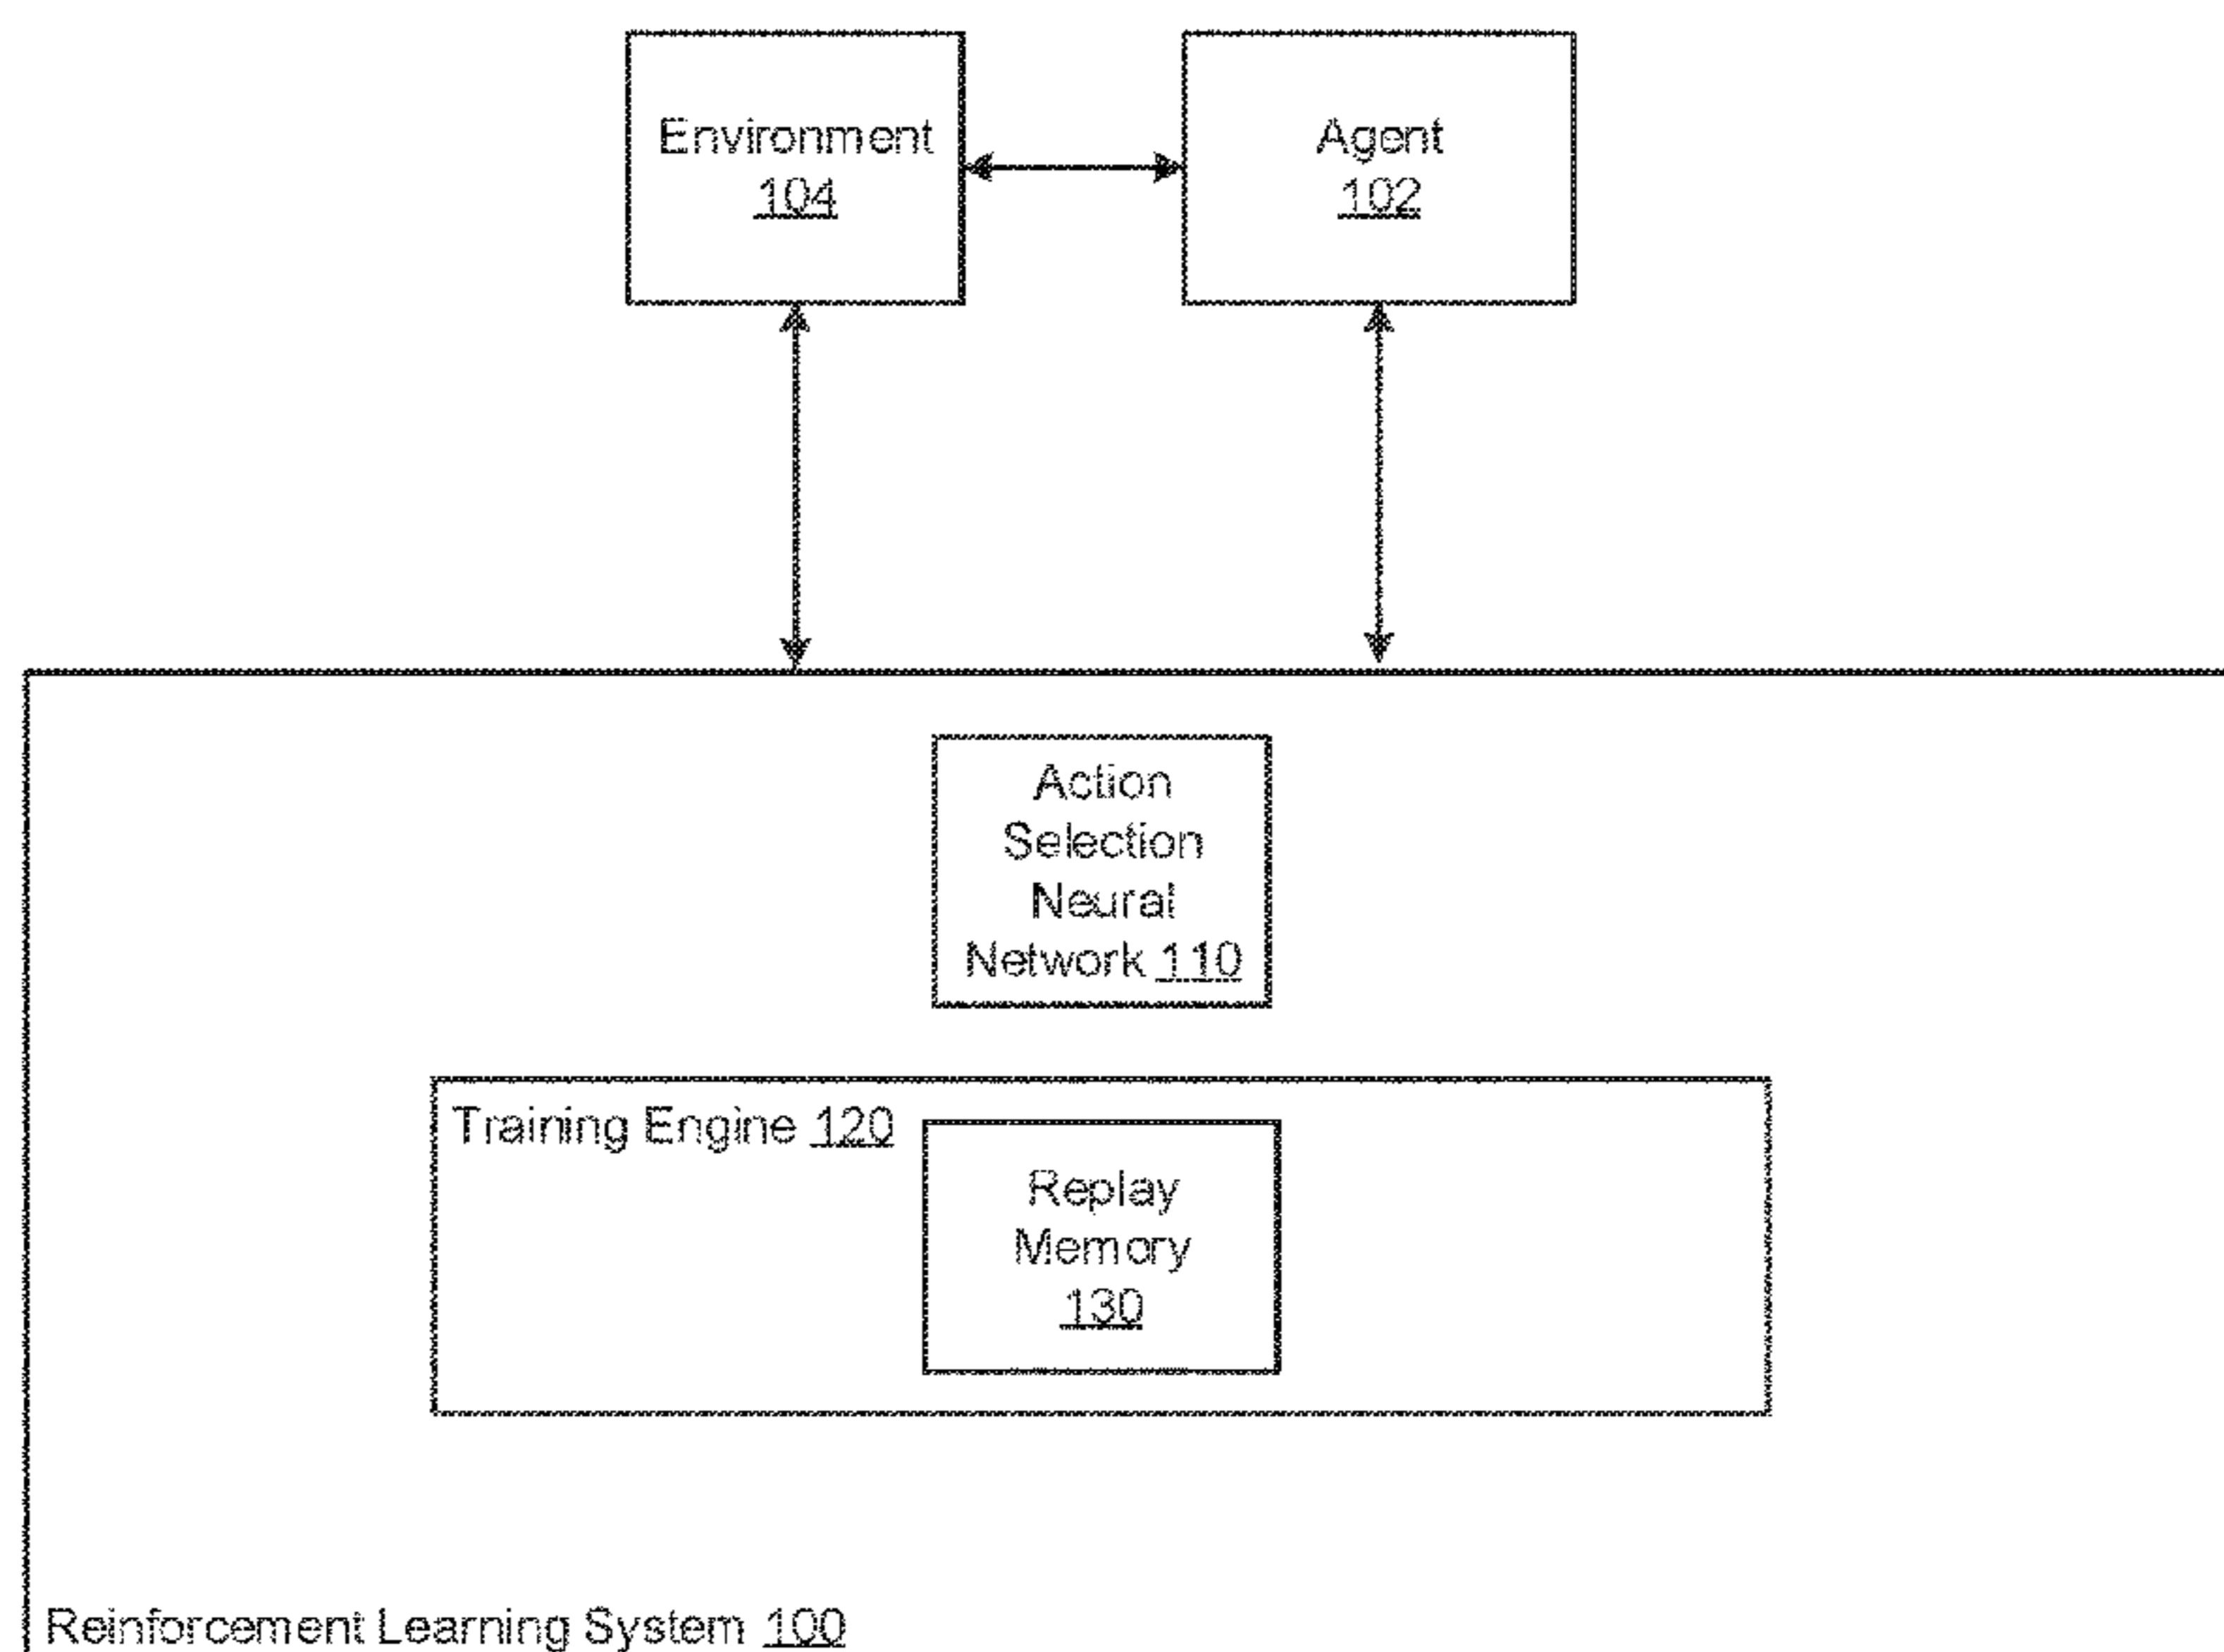 Environment
104
Agent
102
Action
Selection
Neural
Network 110
Training Engine 120
Replay
Memory
130
Reinforcement Learning System 100